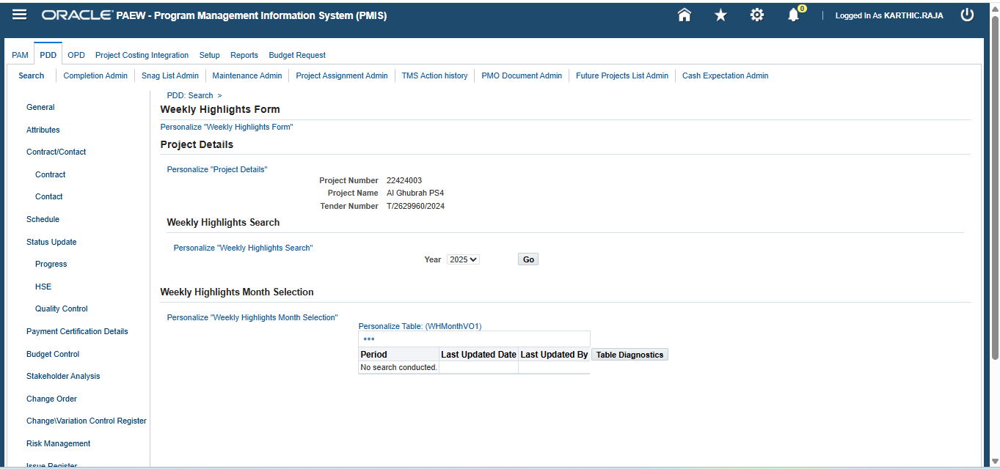 ORACLE PAEW - Program Management Information System (PMIS)
0
Logged In As KARTHIC.RAJA
PAM PDD OPD Project Costing Integration Setup Reports Budget Request
Search Completion Admin Snag List Admin Maintenance Admin Project Assignment Admin TMS Action history PMO Document Admin Future Projects List Admin Cash Expectation Admin
General
Attributes
Contract/Contact
Contract
Contact
Schedule
Status Update
Progress
HSE
Quality Control
Payment Certification Details
Budget Control
Stakeholder Analysis
Change Order
Change\Variation Control Register
Risk Management
Issue Register
PDD: Search >
Weekly Highlights Form
Personalize "Weekly Highlights Form"
Project Details
Personalize "Project Details"
Project Number 22424003
Project Name Al Ghubrah PS4
Tender Number T/2629960/2024
Weekly Highlights Search
Personalize "Weekly Highlights Search"
Year 2025 Go
Weekly Highlights Month Selection
Personalize "Weekly Highlights Month Selection"
Personalize Table: (WHMonthVO1)
Period Last Updated Date Last Updated By Table Diagnostics
No search conducted.